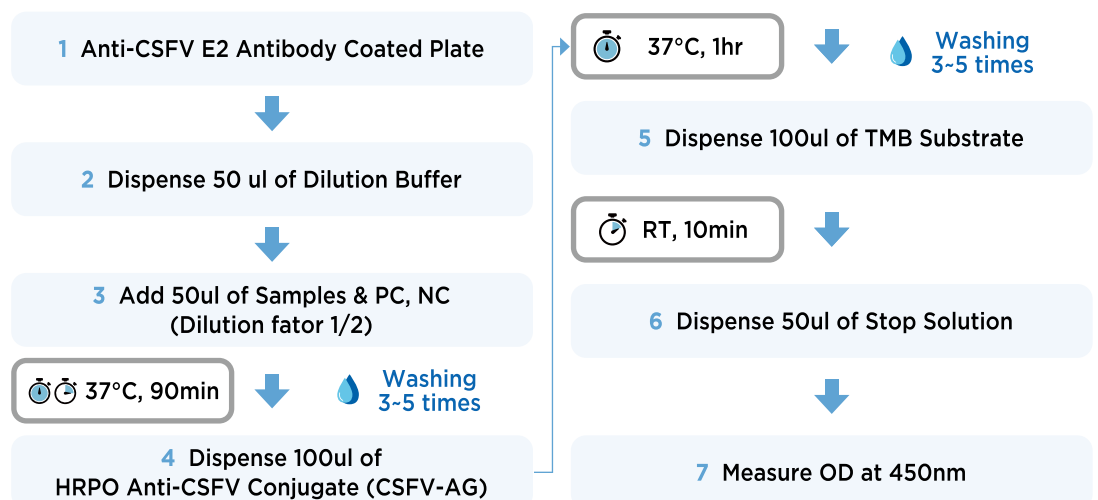 1 Anti-CSFV E2 Antibody Coated Plate
2 Dispense 50 ul of Dilution Buffer
3 Add 50ul of Samples & PC, NC
(Dilution fator 1/2)
37°C, 90min
Washing
3~5 times
4 Dispense 100ul of
HRPO Anti-CSFV Conjugate (CSFV-AG)
37°C, 1hr
Washing
3~5 times
5 Dispense 100ul of TMB Substrate
RT, 10min
6 Dispense 50ul of Stop Solution
7 Measure OD at 450nm